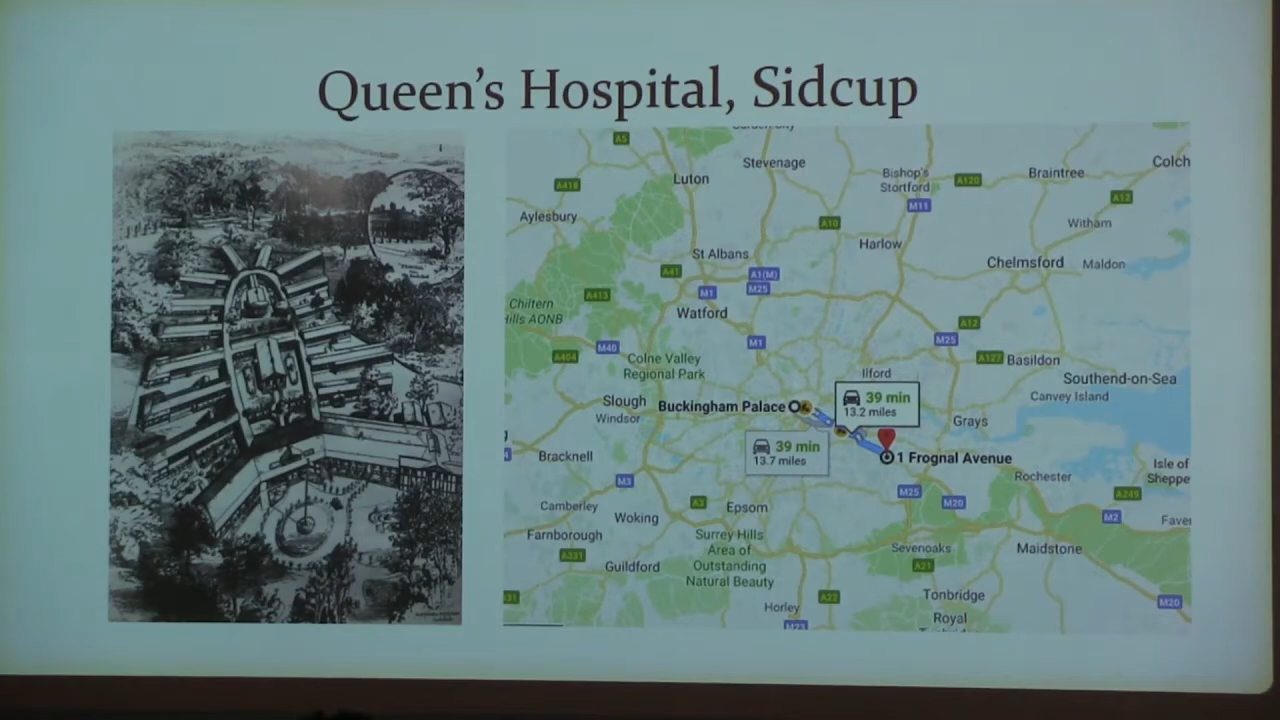 Queen's Hospital, Sidcup
A5
Stevenage
Colch
Luton
Bishop's
Stortford
A120
Braintree
A418
M11
A12
Aylesbury
A10
Witham
St Albans
Harlow
Chelmsford
Maldon
A41
A1(M)
M25
M1
A413
Chiltern
Hills AONB
Watford
A12
M25
M40
M1
A404
Colne Valley
Regional Park
A127
Basildon
Ilford
Southend-on-Sea
Canvey Island
Slough
Windsor
Buckingham Palace
39 min
13.2 miles
Grays
39 min
13.7 miles
Bracknell
1 Frognal Avenue
Isle of
Sheppe
Rochester
M3
M25
M20
A249
A3
Camberley
Epsom
M2
Woking
Faver
Farnborough
Surrey Hills
Area of
Outstanding
Natural Beauty
Sevenoaks
Maidstone
A331
Guildford
A21
Tonbridge
A22
31
Horley
Royal
M20
M23